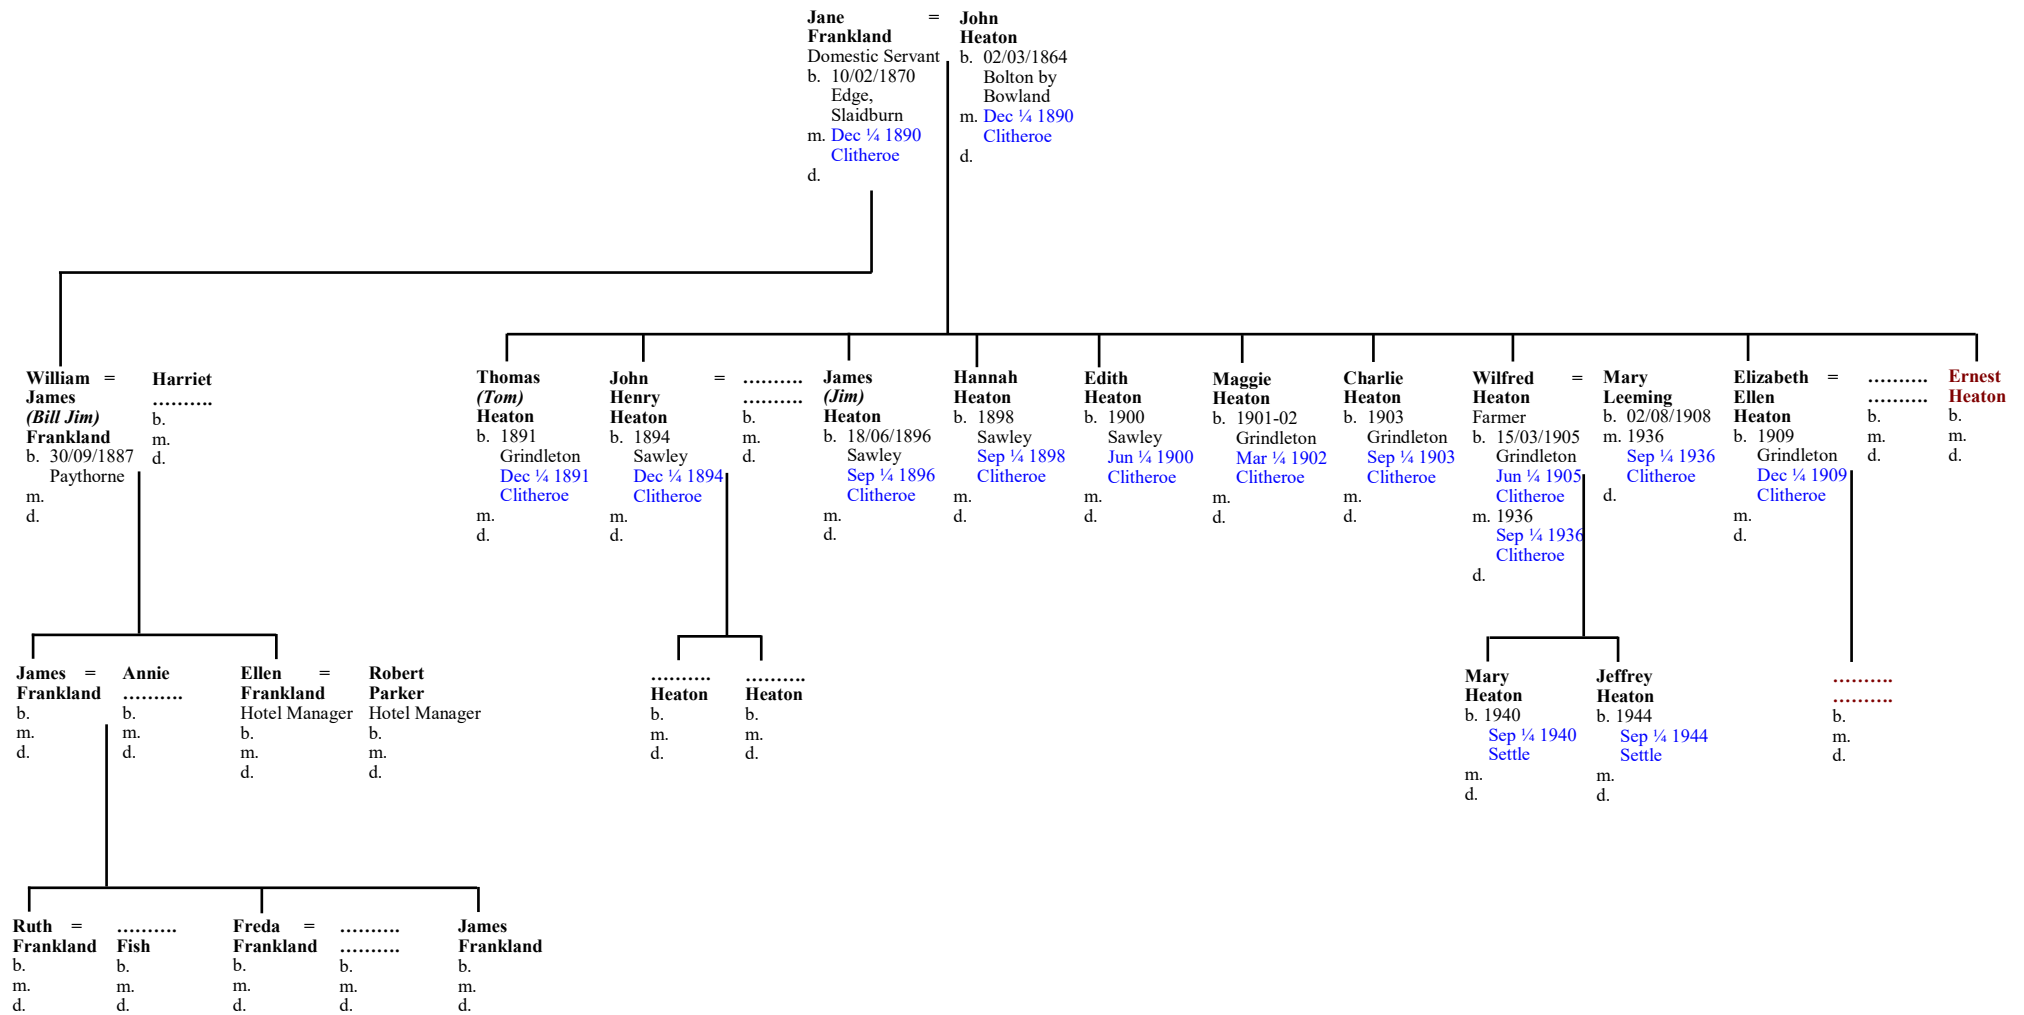 Jane =
Frankland
Domestic Servant
b. 10/02/1870
Edge,
Slaidburn
m. Dec ¼ 1890
Clitheroe
d.
John
Heaton
b. 02/03/1864
Bolton by
Bowland
m. Dec ¼ 1890
Clitheroe
d.
William =
James
(Bill Jim)
Frankland
b. 30/09/1887
Paythorne
m.
d.
Harriet
……….
b.
m.
d.
Thomas
(Tom)
Heaton
b. 1891
Grindleton
Dec ¼ 1891
Clitheroe
m.
d.
John =
Henry
Heaton
b. 1894
Sawley
Dec ¼ 1894
Clitheroe
m.
d.
……….
……….
b.
m.
d.
James
(Jim)
Heaton
b. 18/06/1896
Sawley
Sep ¼ 1896
Clitheroe
m.
d.
Hannah
Heaton
b. 1898
Sawley
Sep ¼ 1898
Clitheroe
m.
d.
Edith
Heaton
b. 1900
Sawley
Jun ¼ 1900
Clitheroe
m.
d.
Maggie
Heaton
b. 1901-02
Grindleton
Mar ¼ 1902
Clitheroe
m.
d.
Charlie
Heaton
b. 1903
Grindleton
Sep ¼ 1903
Clitheroe
m.
d.
Wilfred =
Heaton
Farmer
b. 15/03/1905
Grindleton
Jun ¼ 1905
Clitheroe
m. 1936
Sep ¼ 1936
Clitheroe
d.
Mary
Leeming
b. 02/08/1908
m. 1936
Sep ¼ 1936
Clitheroe
d.
Elizabeth =
Ellen
Heaton
b. 1909
Grindleton
Dec ¼ 1909
Clitheroe
m.
d.
……….
……….
b.
m.
d.
Ernest
Heaton
b.
m.
d.
James =
Frankland
b.
m.
d.
Annie
……….
b.
m.
d.
Ellen =
Frankland
Hotel Manager
b.
m.
d.
Robert
Parker
Hotel Manager
b.
m.
d.
……….
Heaton
b.
m.
d.
……….
Heaton
b.
m.
d.
Mary
Heaton
b. 1940
Sep ¼ 1940
Settle
m.
d.
Jeffrey
Heaton
b. 1944
Sep ¼ 1944
Settle
m.
d.
……….
……….
b.
m.
d.
Ruth =
Frankland
b.
m.
d.
……….
Fish
b.
m.
d.
Freda =
Frankland
b.
m.
d.
……….
……….
b.
m.
d.
James
Frankland
b.
m.
d.